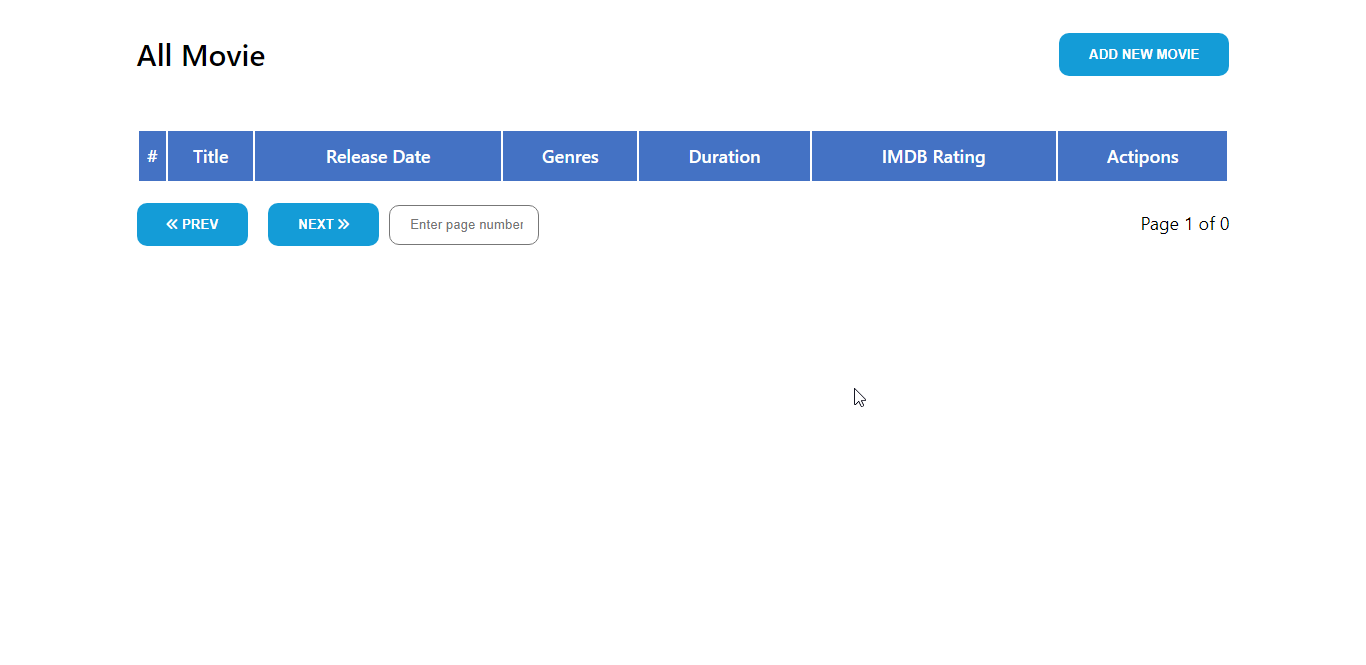 All Movie
ADD NEW MOVIE
# Title Release Date Genres Duration IMDB Rating Actipons
« PREV NEXT » Enter page number Page 1 of 0